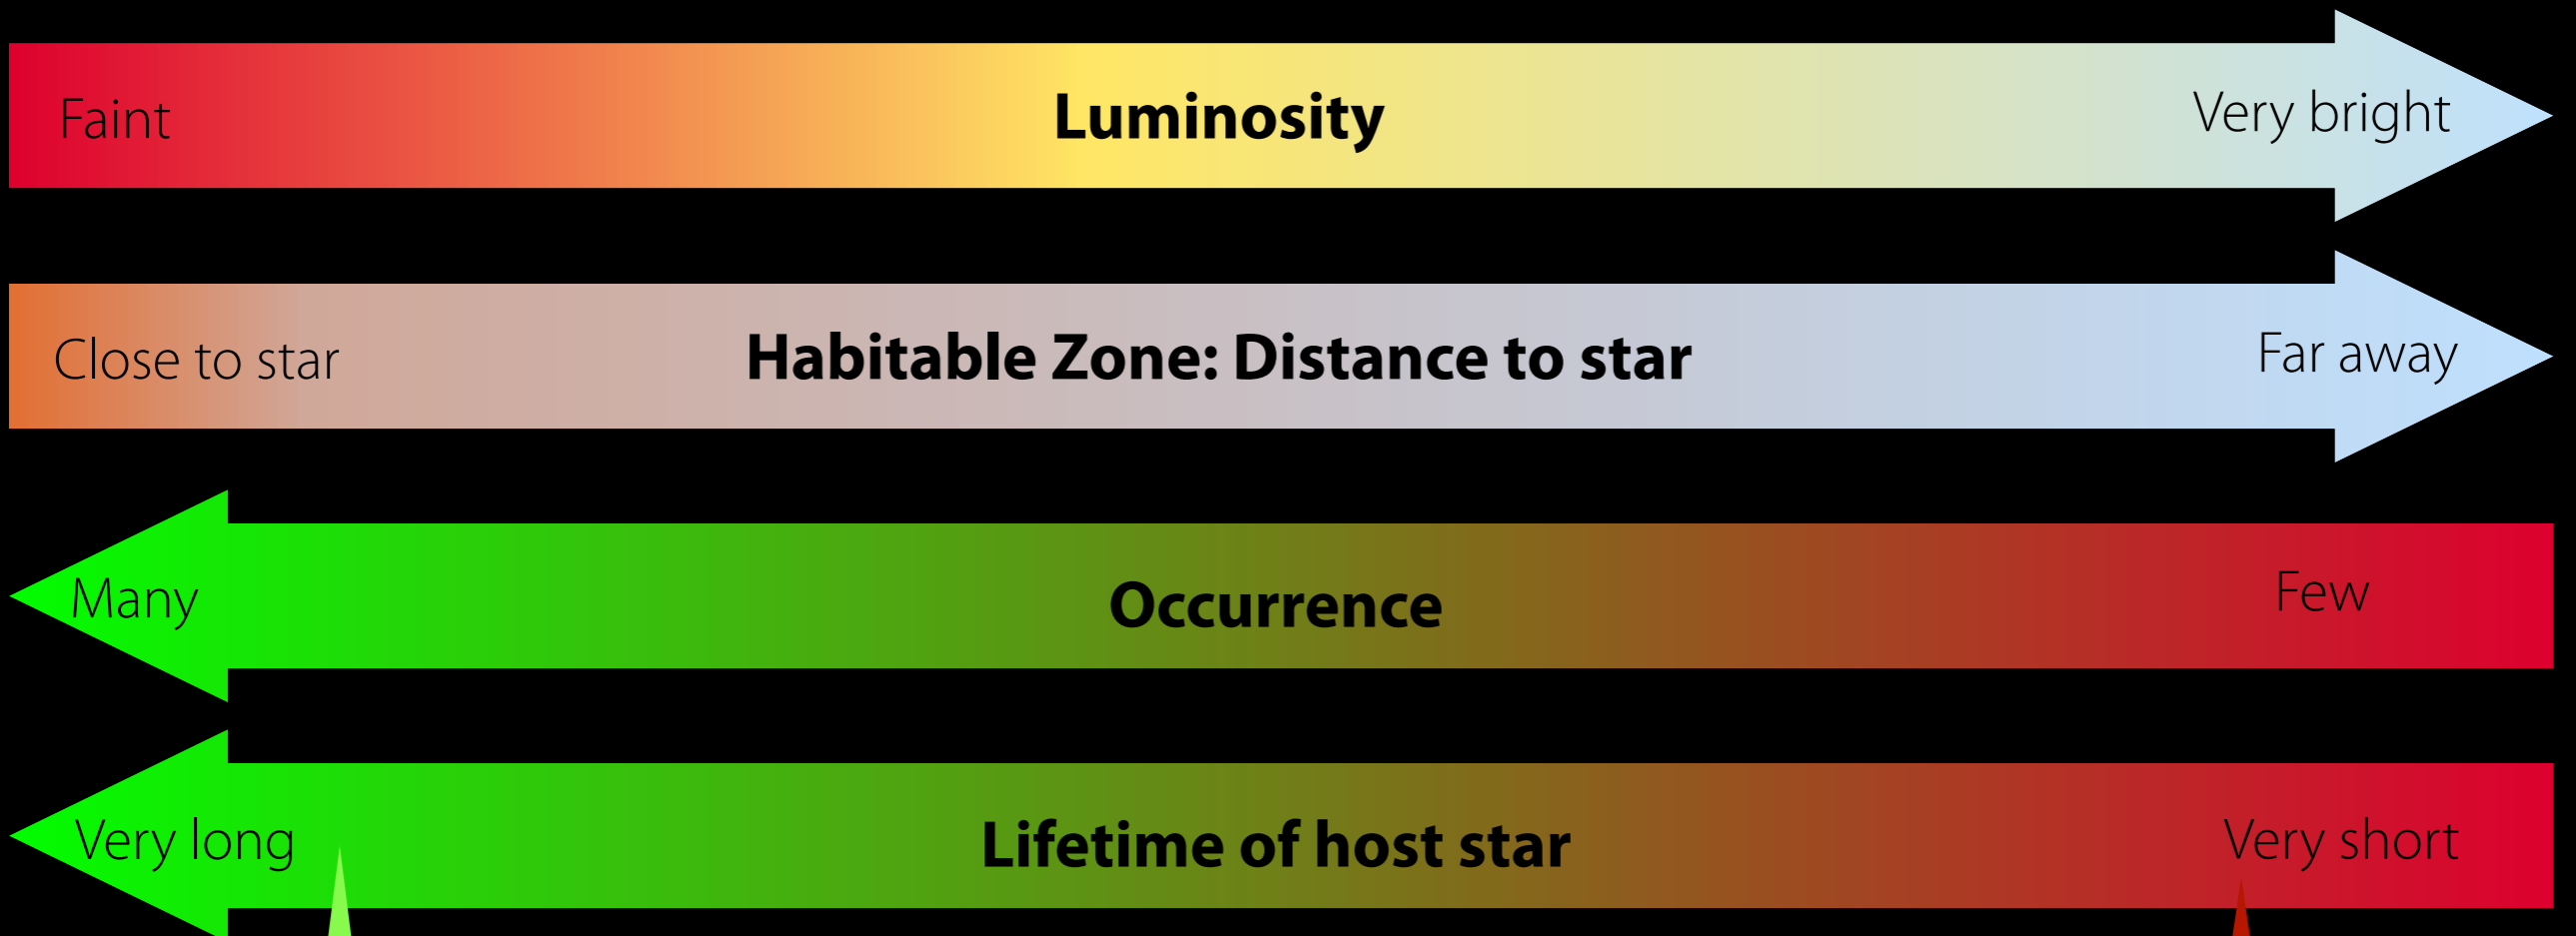 Faint Luminosity Very bright
Close to star Habitable Zone: Distance to star Far away
Many Occurrence Few
Very long Lifetime of host star Very short